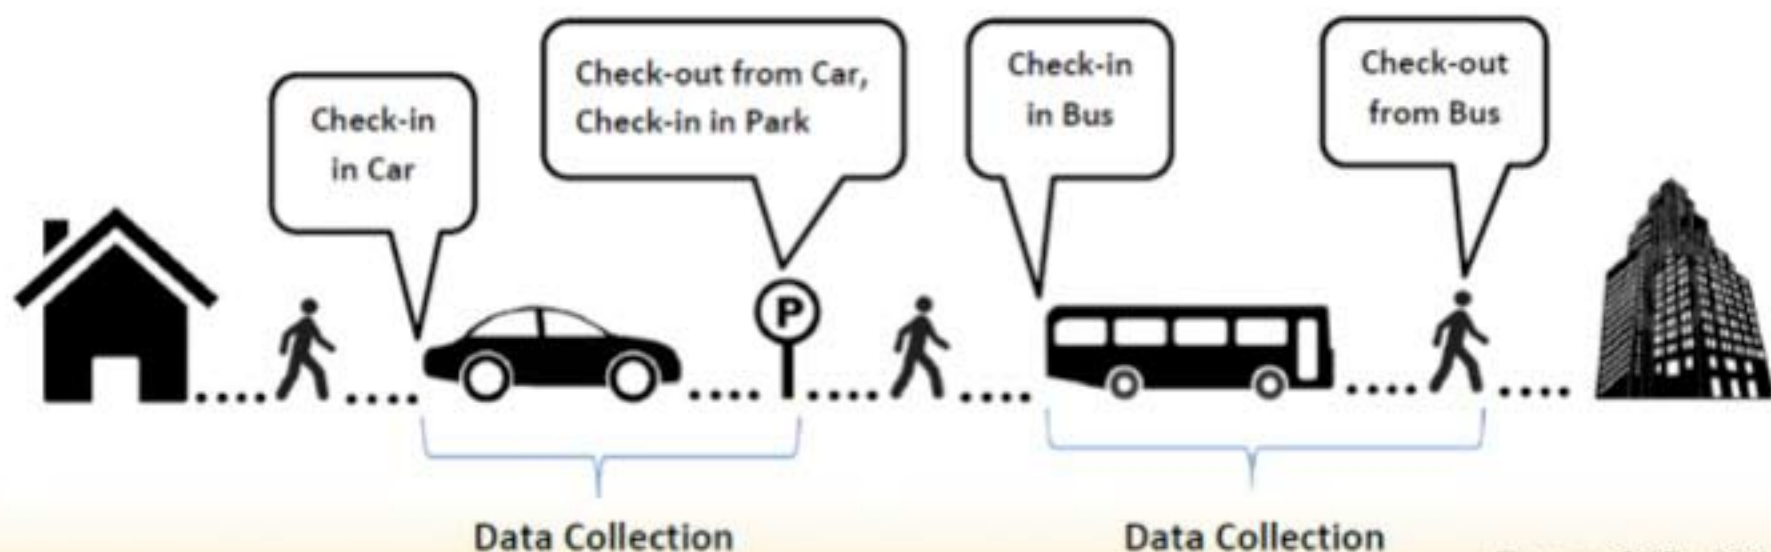 Check-in
in Car
Check-out from Car,
Check-in in Park
Check-in
in Bus
Check-out
from Bus
P
Data Collection
Data Collection